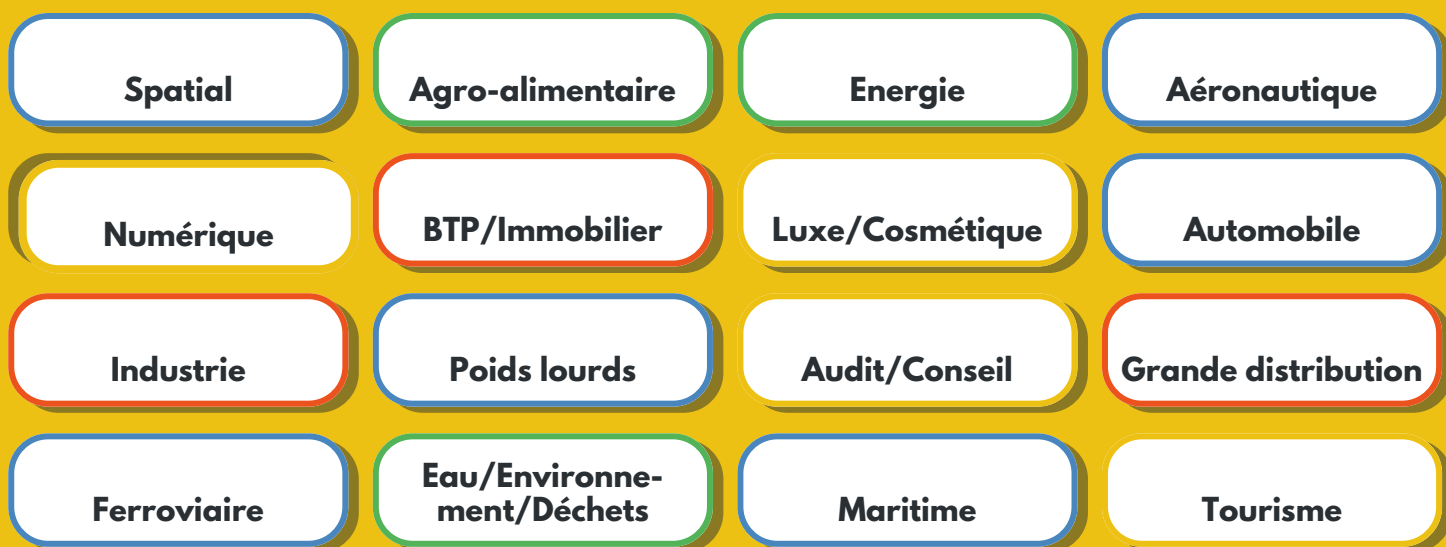 Spatial
Agro-alimentaire
Energie
Aéronautique
Numérique
BTP/Immobilier
Luxe/Cosmétique
Automobile
Industrie
Poids lourds
Audit/Conseil
Grande distribution
Ferroviaire
Eau/Environne-
ment/Déchets
Maritime
Tourisme